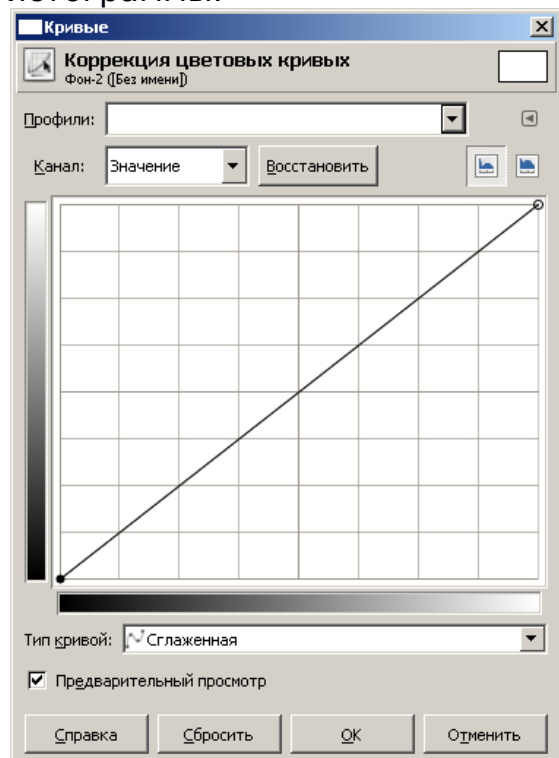 Кривые
Коррекция цветовых кривых
Фон-2 ([Без имени])
Профили:
Канал: Значение Восстановить
Тип кривой: Сглаженная
Предварительный просмотр
Справка Сбросить OK Отменить